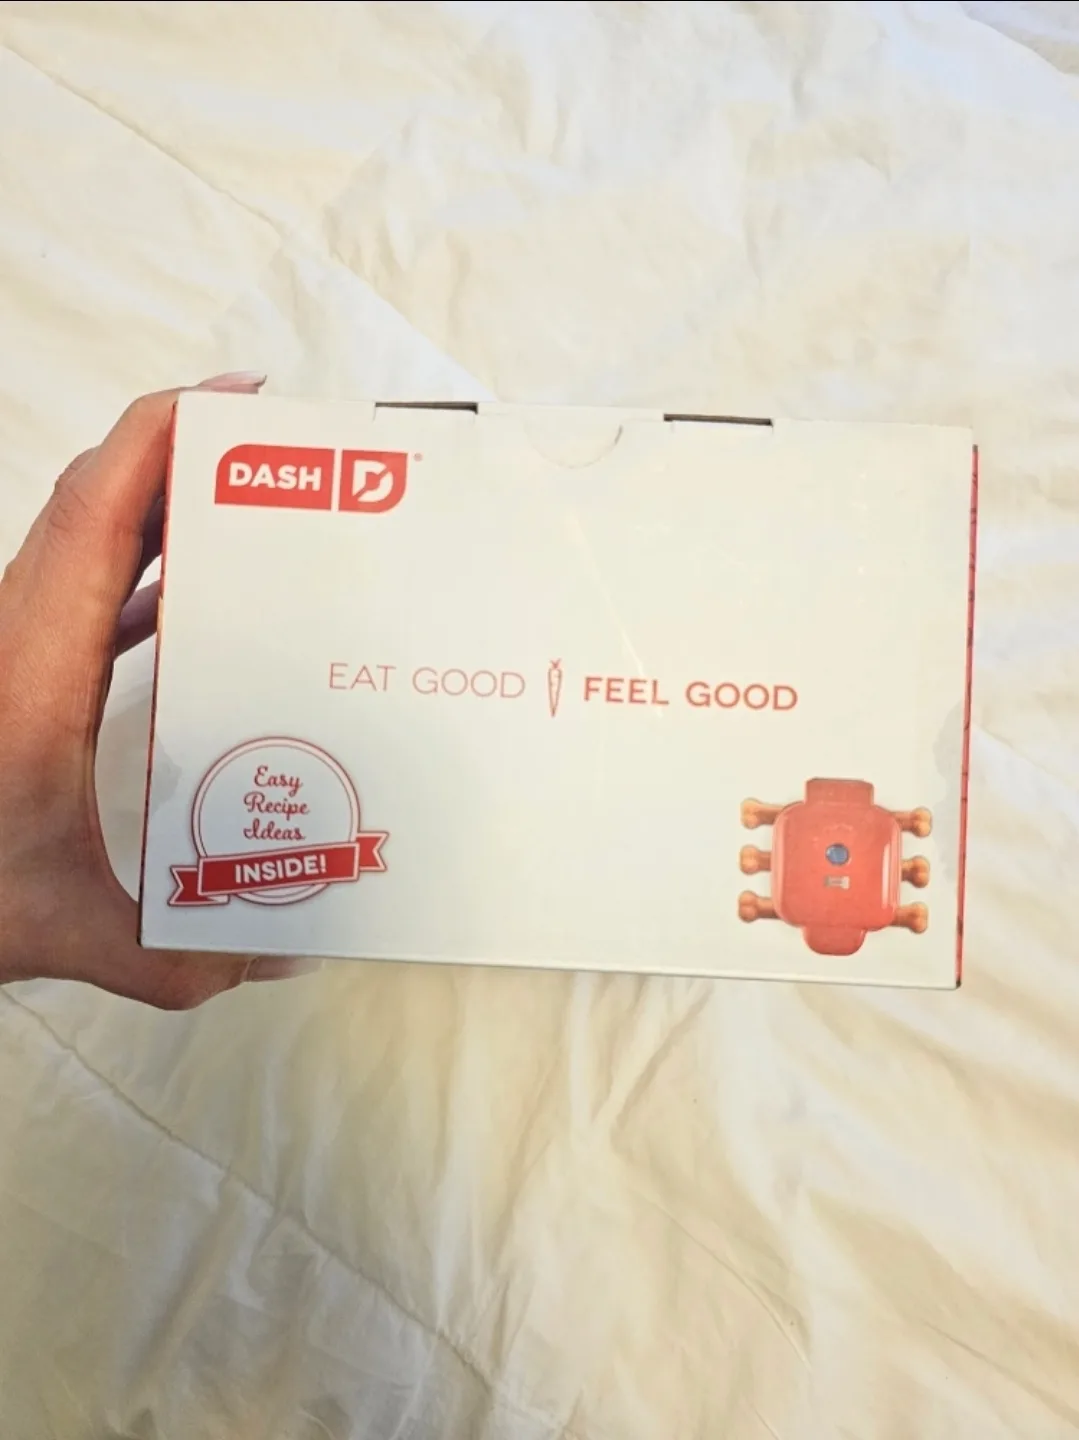 DASH D®
EAT GOOD FEEL GOOD
Easy
Recipe
Ideas
INSIDE!